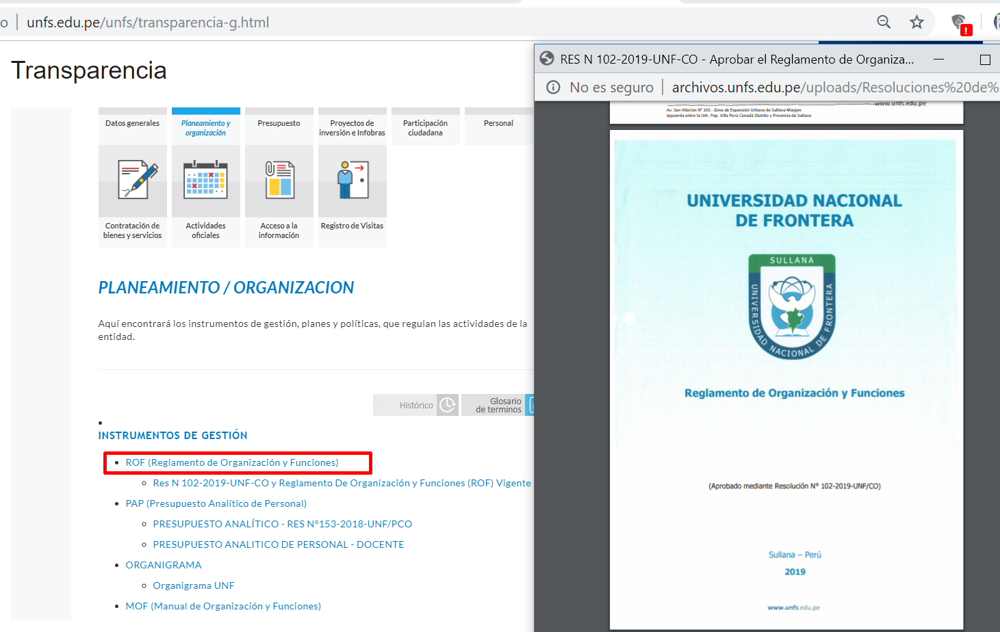 o
unfs.edu.pe/unfs/transparencia-g.html
Transparencia
Datos generales
Planeamiento y
organización
Presupuesto
Proyectos de
inversión e Infobras
Participación
ciudadana
Personal
Contratación de
bienes y servicios
Actividades
oficiales
Acceso a la
información
Registro de Visitas
PLANEAMIENTO / ORGANIZACION
Aquí encontrará los instrumentos de gestión, planes y políticas, que regulan las actividades de la
entidad.
Histórico
Glosario
de terminos
INSTRUMENTOS DE GESTIÓN
ROF (Reglamento de Organización y Funciones)
Res N 102-2019-UNF-CO y Reglamento De Organización y Funciones (ROF) Vigente
PAP (Presupuesto Analítico de Personal)
PRESUPUESTO ANALÍTICO - RES N°153-2018-UNF/PCO
PRESUPUESTO ANALITICO DE PERSONAL - DOCENTE
ORGANIGRAMA
Organigrama UNF
MOF (Manual de Organización y Funciones)
RES N 102-2019-UNF-CO - Aprobar el Reglamento de Organiza...
No es seguro
archivos.unfs.edu.pe/uploads/Resoluciones%20de%
www.unfs.edu.pe
Av. San Hilarión N° 101 - Zona de Expansión Urbana de Sullana Margen
Izquierda entre la Urb. Pop. Villa Perú Canadá Distrito y Provincia de Sullana
UNIVERSIDAD NACIONAL
DE FRONTERA
SULLANA
UNIVERSIDAD NACIONAL DE FRONTERA
Reglamento de Organización y Funciones
(Aprobado mediante Resolución N° 102-2019-UNF/CO)
Sullana – Perú
2019
www.unfs.edu.pe